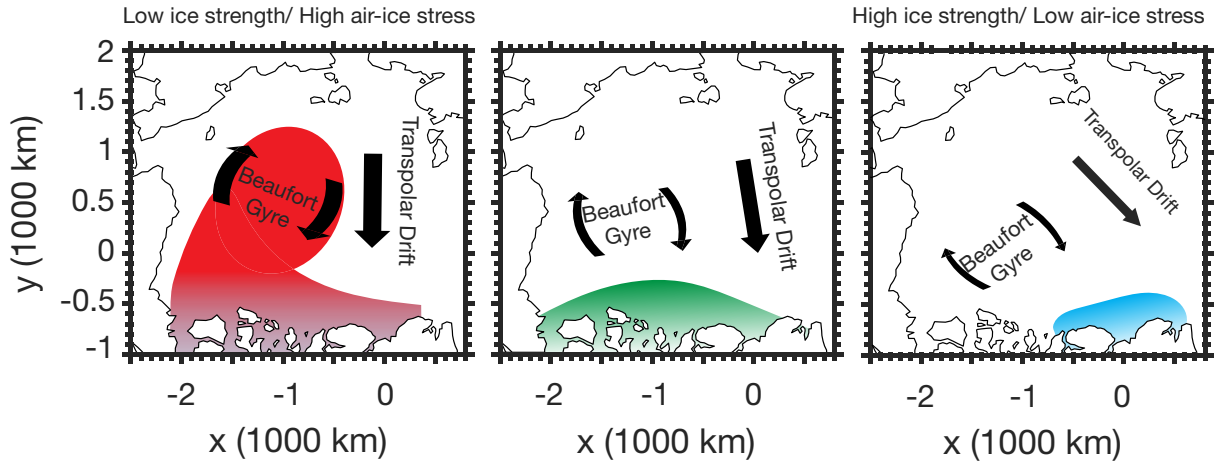 Low ice strength/ High air-ice stress
High ice strength/ Low air-ice stress
2
1.5
1
0.5
0
-0.5
-1
y (1000 km)
Beaufort
Gyre
Transpolar Drift
-2
-1
0
x (1000 km)
Beaufort
Gyre
Transpolar Drift
-2
-1
0
x (1000 km)
Beaufort
Gyre
Transpolar Drift
-2
-1
0
x (1000 km)